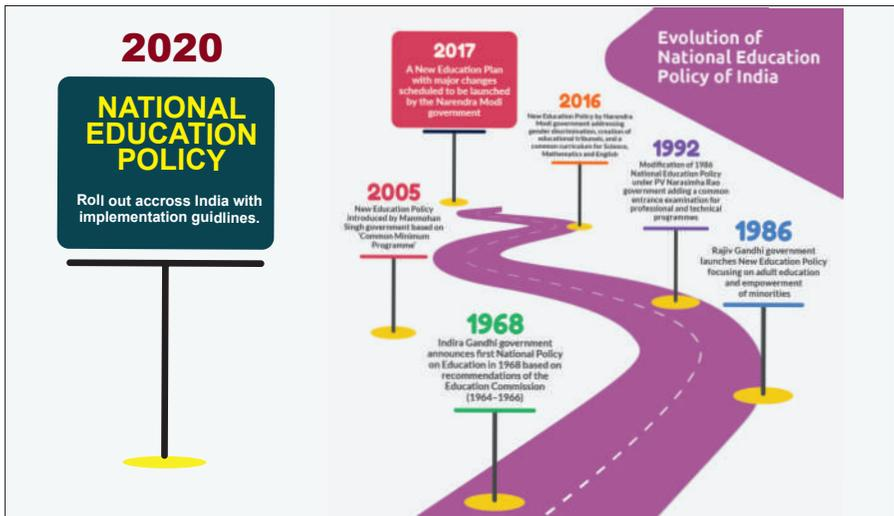 2020
NATIONAL
EDUCATION
POLICY
Roll out accross India with
implementation guidlines.
Evolution of
National Education
Policy of India
2017
A New Education Plan
with major changes
scheduled to be launched
by the Narendra Modi
government
2016
New Education Policy by Narendra
Modi government addressing
gender discrimination, creation of
educational tribunals, and a
common curriculum for Science,
Mathematics and English
1992
Modification of 1986
National Education Policy
under PV Narasimha Rao
government adding a common
entrance examination for
professional and technical
programmes
2005
New Education Policy
introduced by Manmohan
Singh government based on
'Common Minimum
Programme'
1986
Rajiv Gandhi government
launches New Education Policy
focusing on adult education
and empowerment
of minorities
1968
Indira Gandhi government
announces first National Policy
on Education in 1968 based on
recommendations of the
Education Commission
(1964–1966)